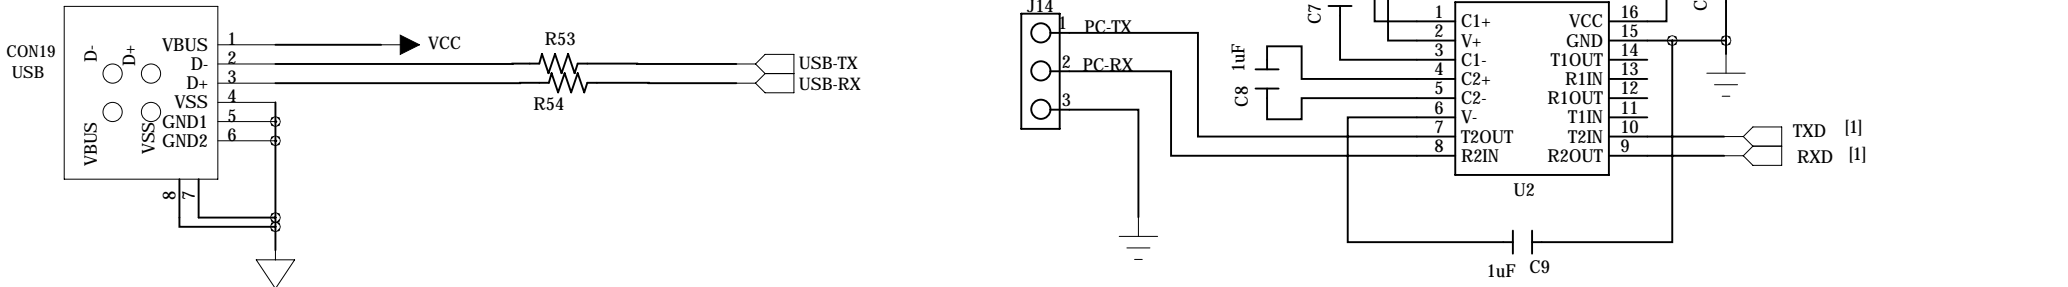 CON19
USB
D-
D+
VBUS
VSS
VBUS 1
D- 2
D+ 3
VSS 4
GND1 5
GND2 6
8
7
VCC
R53
R54
USB-TX
USB-RX
J14
1 PC-TX
2 PC-RX
3
C7
1uF
C8
1 C1+
2 V+
3 C1-
4 C2+
5 C2-
6 V-
7 T2OUT
8 R2IN
VCC 16
GND 15
T1OUT 14
R1IN 13
R1OUT 12
T1IN 11
T2IN 10
R2OUT 9
U2
C
TXD [1]
RXD [1]
1uF C9